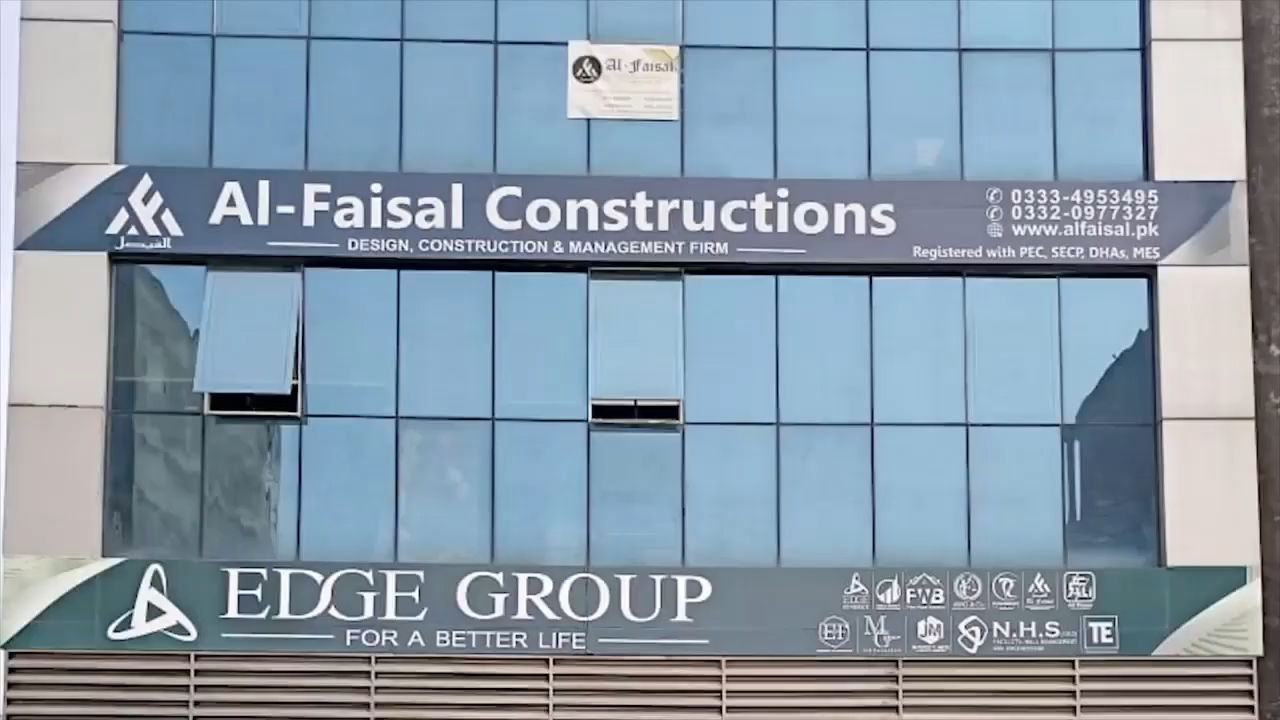 Al-Faisal
Al-Faisal Constructions
DESIGN, CONSTRUCTION & MANAGEMENT FIRM
الفيصل
0333-4953495
0332-0977327
www.alfaisal.pk
Registered with PEC, SECP, DHAs, MES
EDGE GROUP
FOR A BETTER LIFE
EDGE
FWB
N.H.S
TE